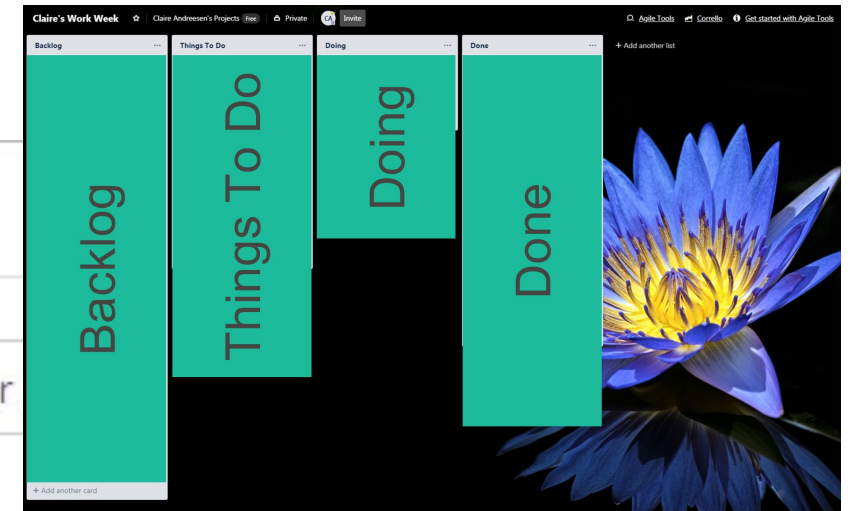 Claire's Work Week
Claire Andreesen's Projects Free
Private
CA
Invite
Agile Tools
Corrello
Get started with Agile Tools
Backlog
Things To Do
Doing
Done
+ Add another list
Backlog
Things To Do
Doing
Done
+ Add another card
r